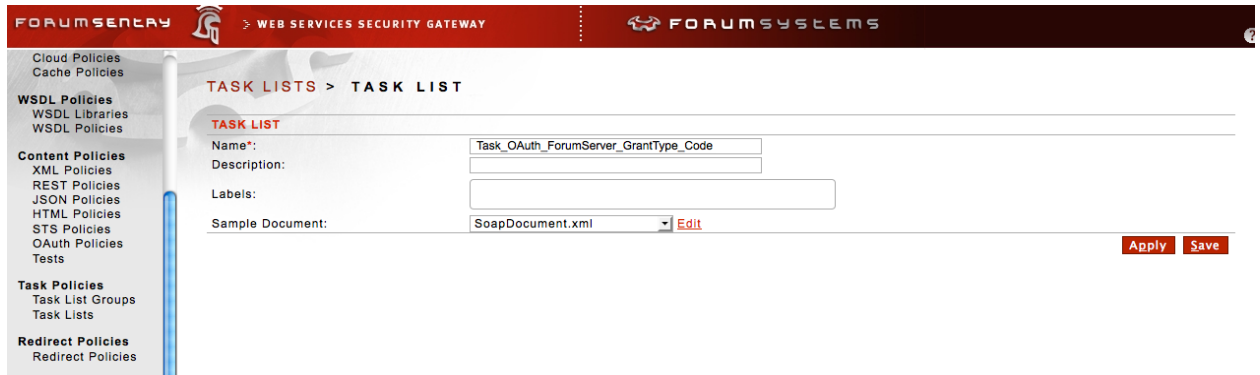 FORUMSENTRY
> WEB SERVICES SECURITY GATEWAY
FORUMSYSTEMS
?
Cloud Policies
Cache Policies
WSDL Policies
WSDL Libraries
WSDL Policies
Content Policies
XML Policies
REST Policies
JSON Policies
HTML Policies
STS Policies
OAuth Policies
Tests
Task Policies
Task List Groups
Task Lists
Redirect Policies
Redirect Policies
TASK LISTS > TASK LIST
TASK LIST
Name*: Task_OAuth_ForumServer_GrantType_Code
Description:
Labels:
Sample Document: SoapDocument.xml Edit
Apply Save